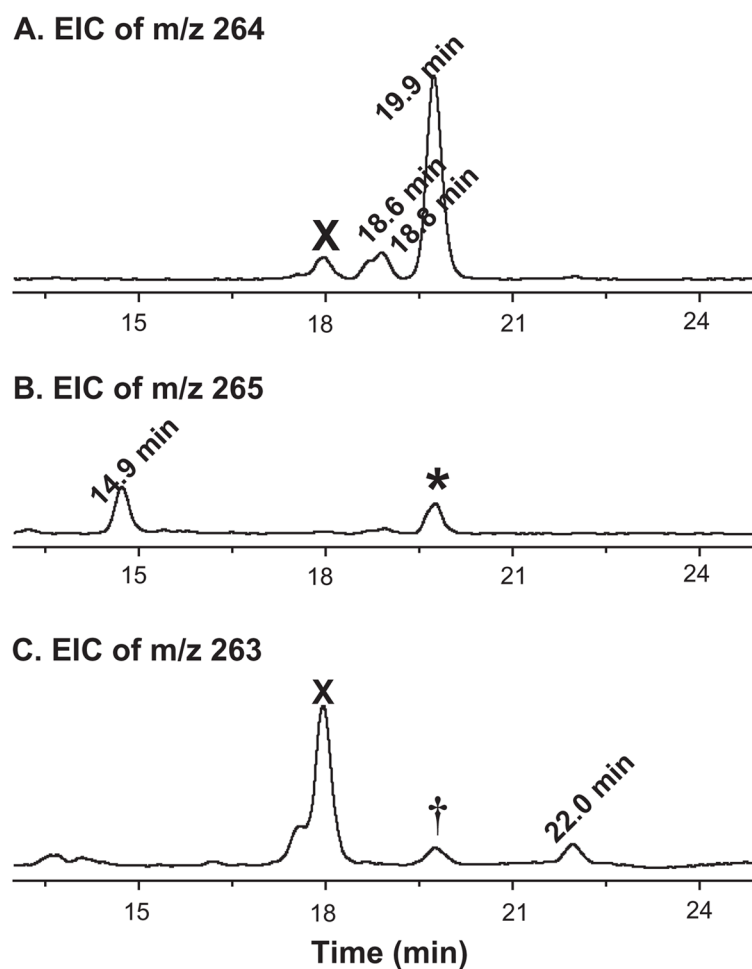 A. EIC of m/z 264
19.9 min
18.6 min
18.8 min
X
15 18 21 24
B. EIC of m/z 265
14.9 min
*
15 18 21 24
C. EIC of m/z 263
X
†
22.0 min
15 18 21 24
Time (min)